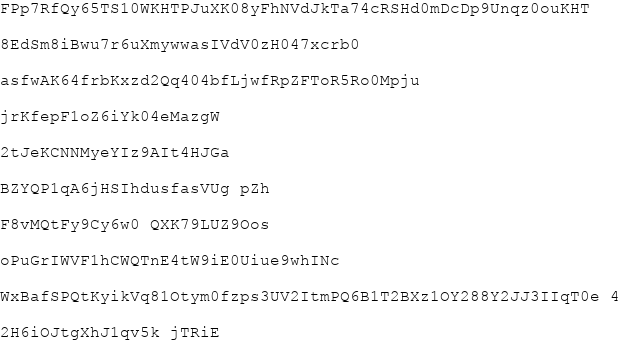 FPp7RfQy65TS10WKHTPJuXK08yFhNVdJkTa74cRSHd0mDcDp9Unqz0ouKHT
8EdSm8iBwu7r6uXmywwasIVdV0zH047xcrb0
asfwAK64frbKxzd2Qq404bfLjwfRpZFToR5Ro0Mpju
jrKfepF1oZ6iYk04eMazgW
2tJeKCNNMyeYIz9AIt4HJGa
BZYQP1qA6jHSIhdusfasVUg pZh
F8vMQtFy9Cy6w0 QXK79LUZ9Oos
oPuGrIWVF1hCWQTnE4tW9iE0Uiue9whINc
WxBafSPQtKyikVq81Otym0fzps3UV2ItmPQ6B1T2BXz1OY288Y2JJ3IIqT0e 4
2H6iOJtgXhJ1qv5k jTRiE